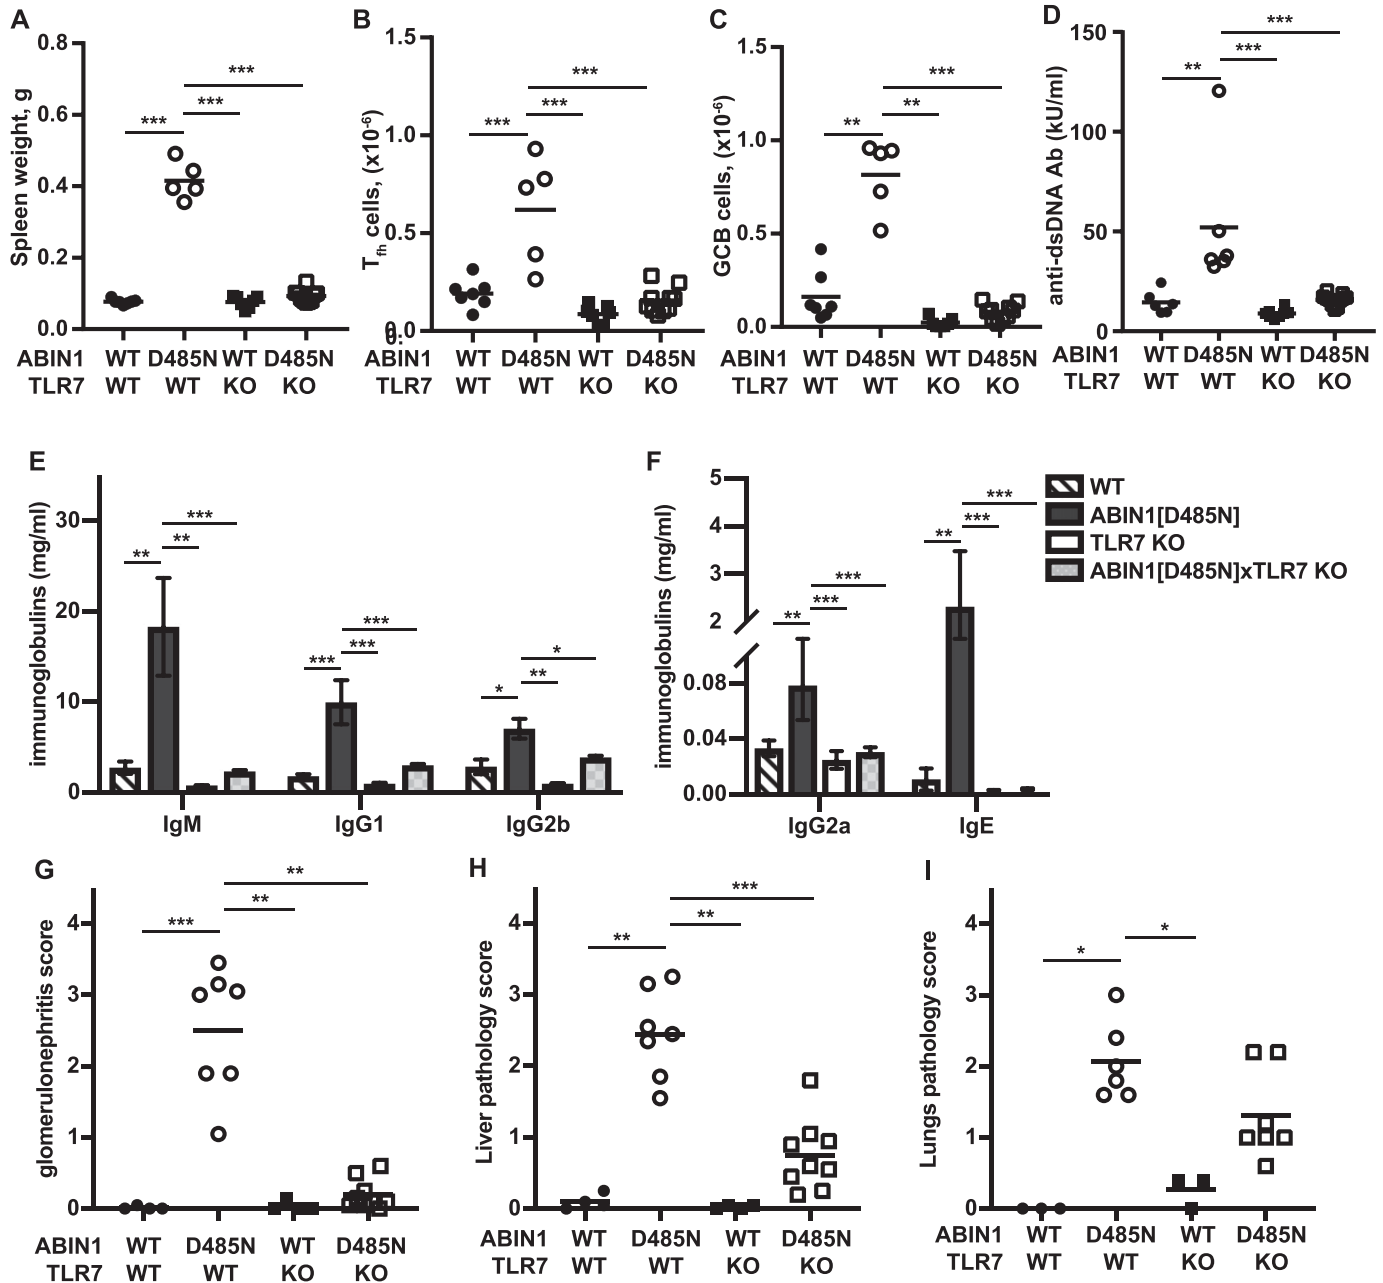 A
Spleen weight, g
0.8
0.6
0.4
0.2
0.0
***
***
***
ABIN1 WT D485N WT D485N
TLR7 WT WT KO KO
B
Tfh cells, (x10-6)
1.5
1.0
0.5
0.0
0.
***
***
***
ABIN1 WT D485N WT D485N
TLR7 WT WT KO KO
C
GCB cells, (x10-6)
1.5
1.0
0.5
0.0
***
**
**
ABIN1 WT D485N WT D485N
TLR7 WT WT KO KO
D
anti-dsDNA Ab (kU/ml)
150
100
50
0
***
***
**
ABIN1 WT D485N WT D485N
TLR7 WT WT KO KO
E
immunoglobulins (mg/ml)
30
20
10
0
***
**
**
***
***
***
*
**
*
IgM IgG1 IgG2b
F
immunoglobulins (mg/ml)
5
4
3
2
0.08
0.04
0.00
***
***
**
***
***
**
IgG2a IgE
WT
ABIN1[D485N]
TLR7 KO
ABIN1[D485N]xTLR7 KO
G
glomerulonephritis score
4
3
2
1
0
**
**
***
ABIN1 WT D485N WT D485N
TLR7 WT WT KO KO
H
Liver pathology score
4
3
2
1
0
***
**
**
ABIN1 WT D485N WT D485N
TLR7 WT WT KO KO
I
Lungs pathology score
4
3
2
1
0
*
*
ABIN1 WT D485N WT D485N
TLR7 WT WT KO KO